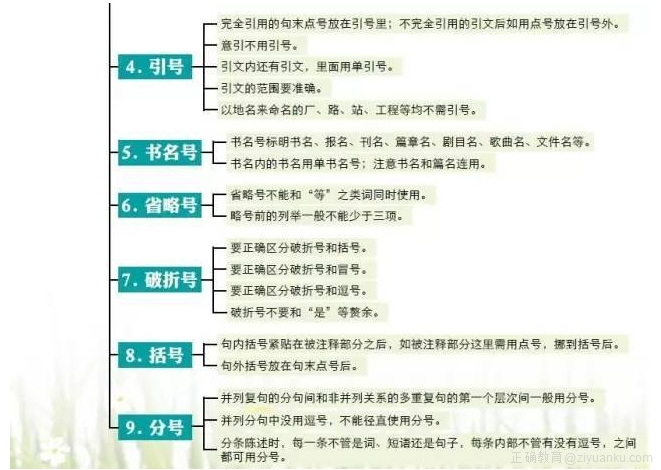 4. 引号
完全引用的句末点号放在引号里；不完全引用的引文后如用点号放在引号外。
意引不用引号。
引文内还有引文，里面用单引号。
引文的范围要准确。
以地名来命名的厂、路、站、工程等均不需引号。
5. 书名号
书名号标明书名、报名、刊名、篇章名、剧目名、歌曲名、文件名等。
书名内的书名用单书名号；注意书名和篇名连用。
6. 省略号
省略号不能和“等”之类词同时使用。
略号前的列举一般不能少于三项。
7. 破折号
要正确区分破折号和括号。
要正确区分破折号和冒号。
要正确区分破折号和逗号。
破折号不要和“是”等赘余。
8. 括号
句内括号紧贴在被注释部分之后，如被注释部分这里需用点号，挪到括号后。
句外括号放在句末点号后。
9. 分号
并列复句的分句间和非并列关系的多重复句的第一个层次间一般用分号。
并列分句中没用逗号，不能径直使用分号。
分条陈述时，每一条不管是词、短语还是句子，每条内部不管有没有逗号，之间
都可用分号。
正确教育@ziyuanku.com